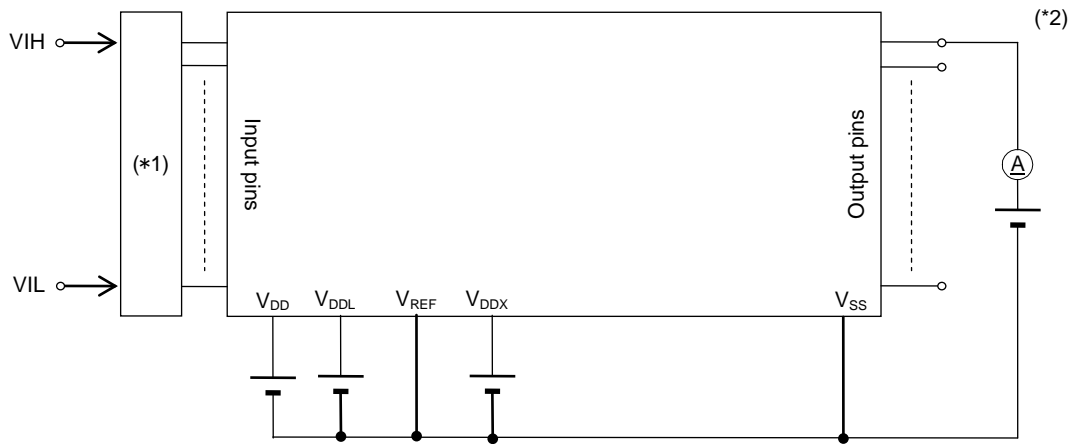 (*2)
VIH
(*1)
VIL
Input pins
Output pins
A
VDD
VDDL
VREF
VDDX
VSS